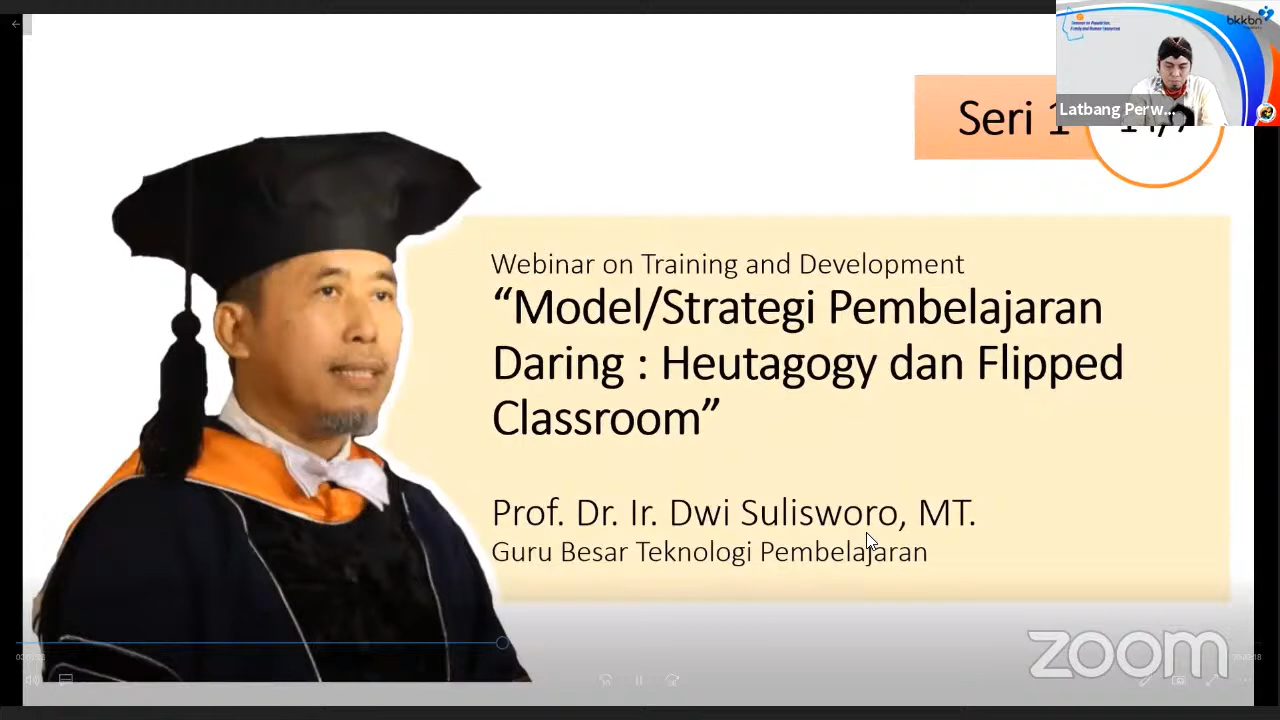 bkkbn
Latbang Perw...
Seri 1
Webinar on Training and Development
“Model/Strategi Pembelajaran
Daring : Heutagogy dan Flipped
Classroom”
Prof. Dr. Ir. Dwi Sulisworo, MT.
Guru Besar Teknologi Pembelajaran
zoom